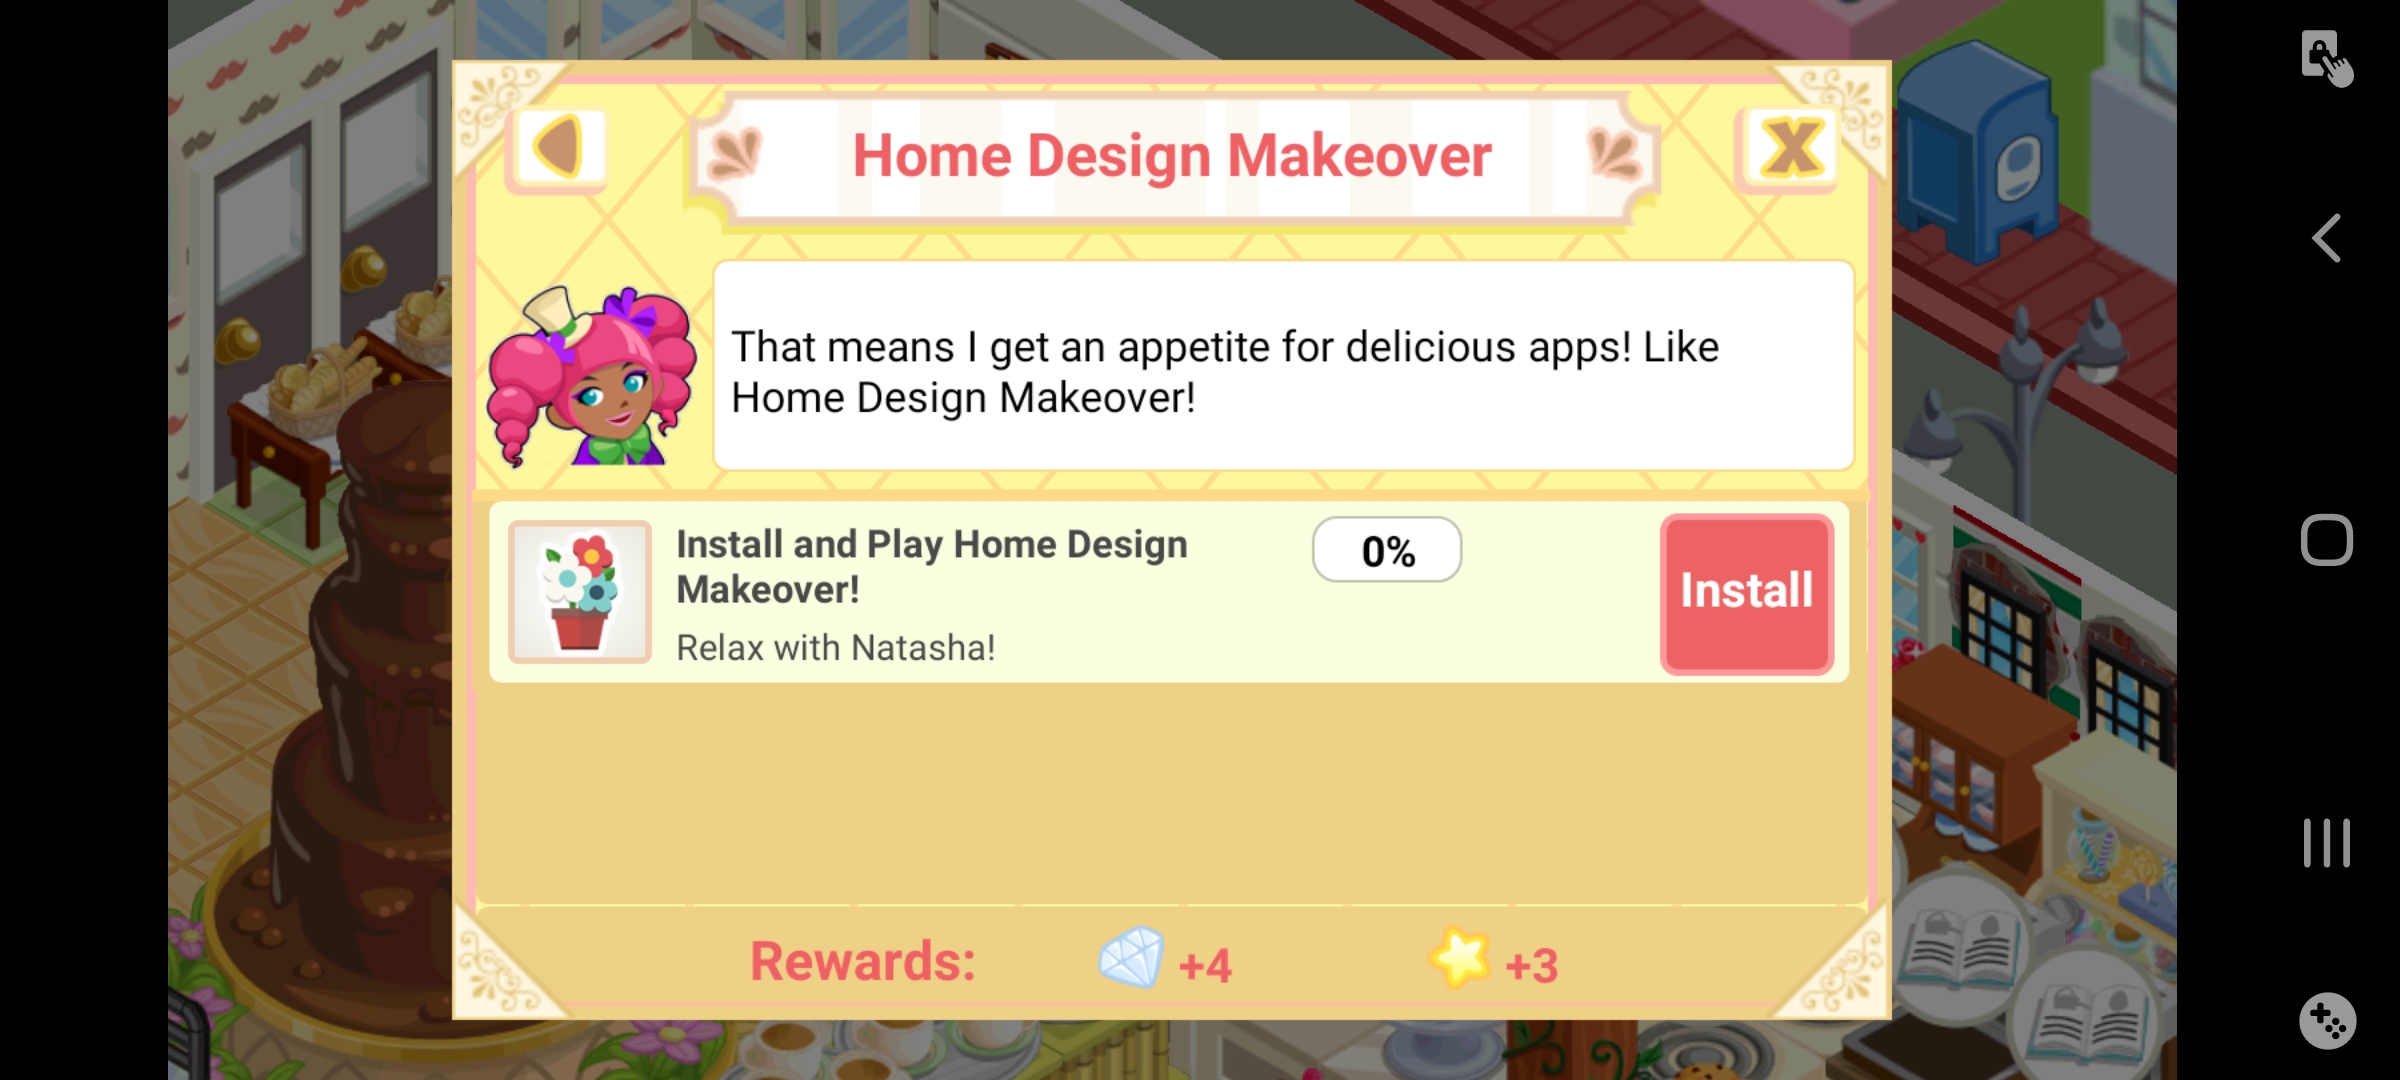 Home Design Makeover
That means I get an appetite for delicious apps! Like
Home Design Makeover!
Install and Play Home Design
Makeover!
Relax with Natasha!
0%
Install
Rewards:
+4
+3